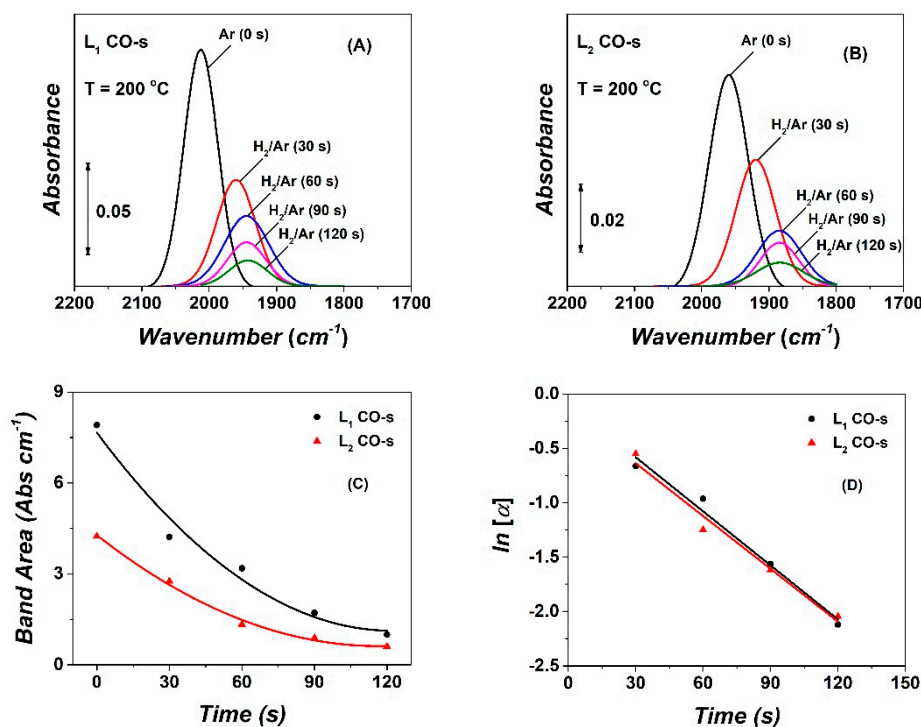 L₁ CO-s
Ar (0 s)
(A)
T = 200 °C
H₂/Ar (30 s)
H₂/Ar (60 s)
H₂/Ar (90 s)
H₂/Ar (120 s)
0.05
Absorbance
2200 2100 2000 1900 1800 1700
Wavenumber (cm⁻¹)
L₂ CO-s
Ar (0 s)
(B)
T = 200 °C
H₂/Ar (30 s)
H₂/Ar (60 s)
H₂/Ar (90 s)
H₂/Ar (120 s)
0.02
Absorbance
2200 2100 2000 1900 1800 1700
Wavenumber (cm⁻¹)
9
6
3
0
Band Area (Abs cm⁻¹)
L₁ CO-s
L₂ CO-s
(C)
0 30 60 90 120
Time (s)
0.0
-0.5
-1.0
-1.5
-2.0
-2.5
ln [α]
L₁ CO-s
L₂ CO-s
(D)
0 30 60 90 120 150
Time (s)